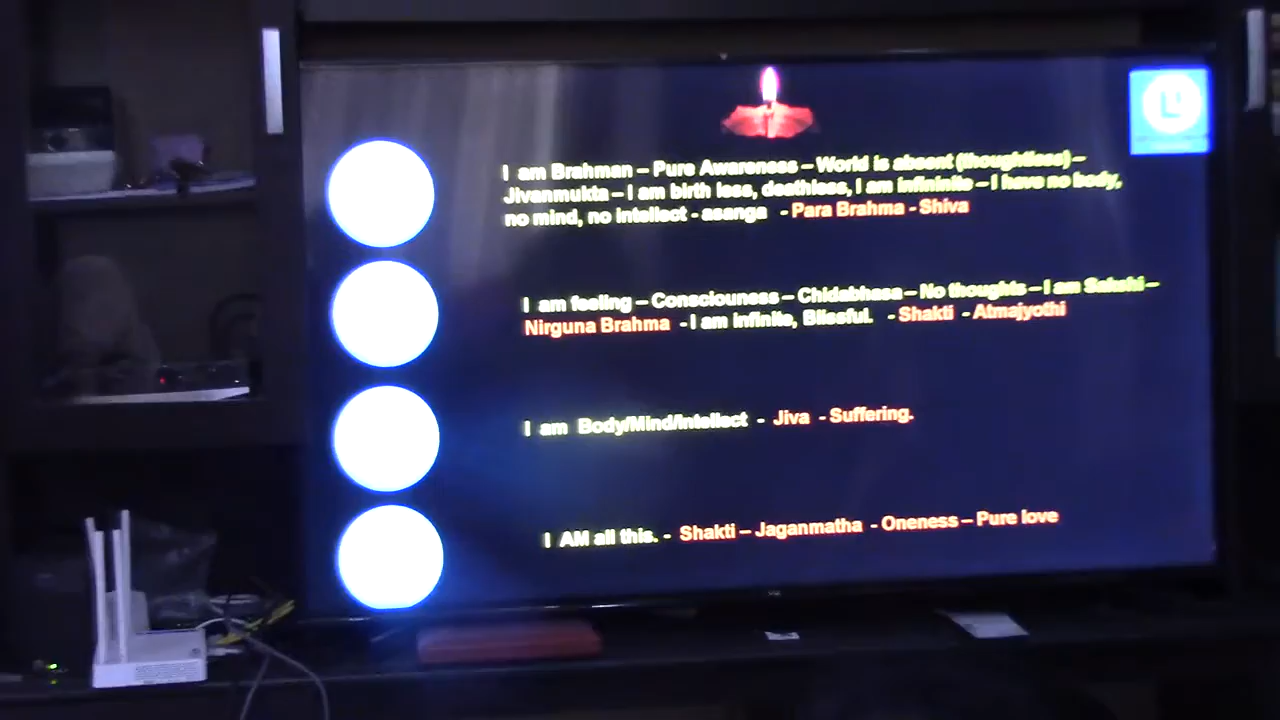 I am Brahman – Pure Awareness – World is absent (thoughtless) –
Jivanmukta – I am birth less, deathless, I am infininite – I have no body,
no mind, no intellect - asanga - Para Brahma - Shiva
I am feeling – Consciouness – Chidabhasa – No thoughts – I am Sakshi –
Nirguna Brahma - I am infinite, Blissful. - Shakti - Atmajyothi
I am Body/Mind/Intellect - Jiva - Suffering.
I AM all this. - Shakti – Jaganmatha - Oneness – Pure love